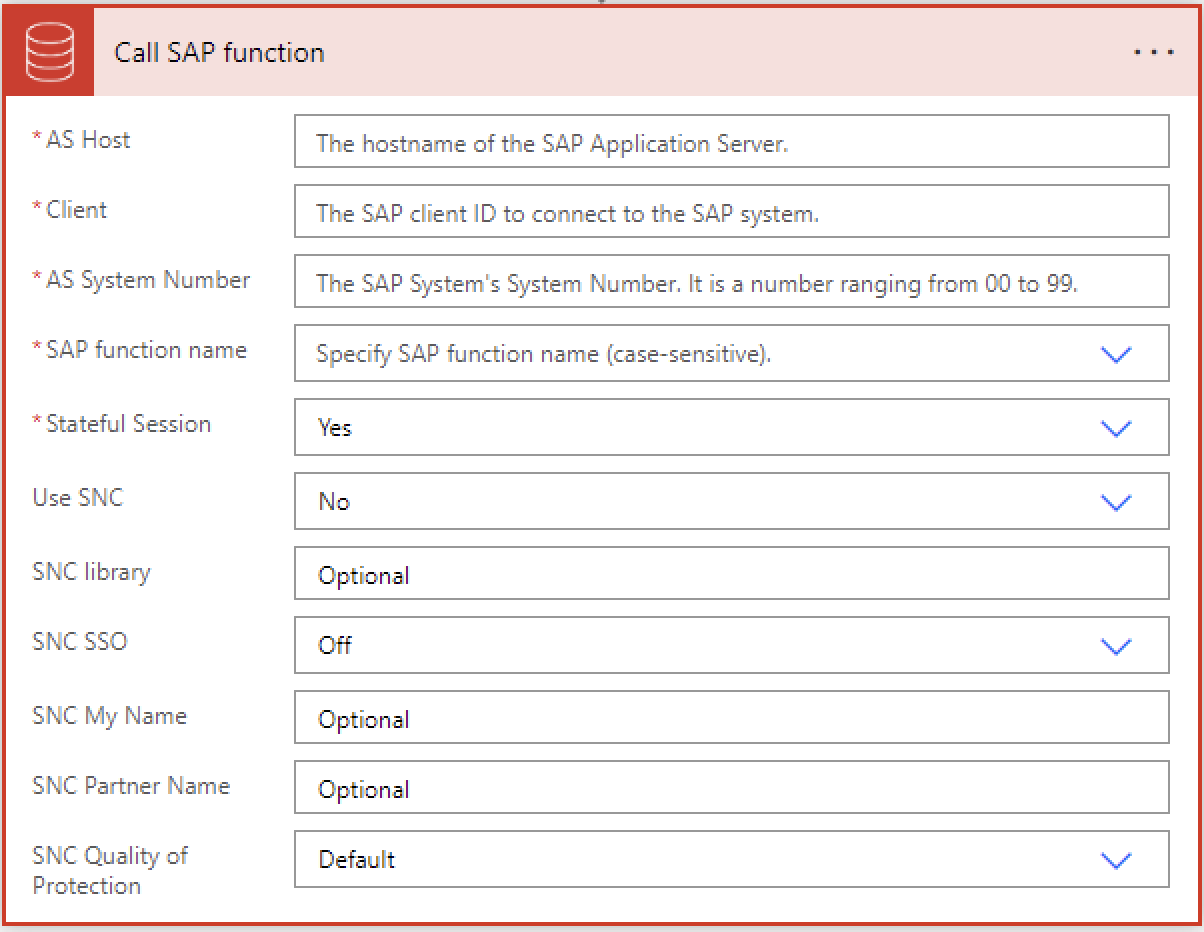 Call SAP function
* AS Host
The hostname of the SAP Application Server.
* Client
The SAP client ID to connect to the SAP system.
* AS System Number
The SAP System's System Number. It is a number ranging from 00 to 99.
* SAP function name
Specify SAP function name (case-sensitive).
* Stateful Session
Yes
Use SNC
No
SNC library
Optional
SNC SSO
Off
SNC My Name
Optional
SNC Partner Name
Optional
SNC Quality of
Protection
Default